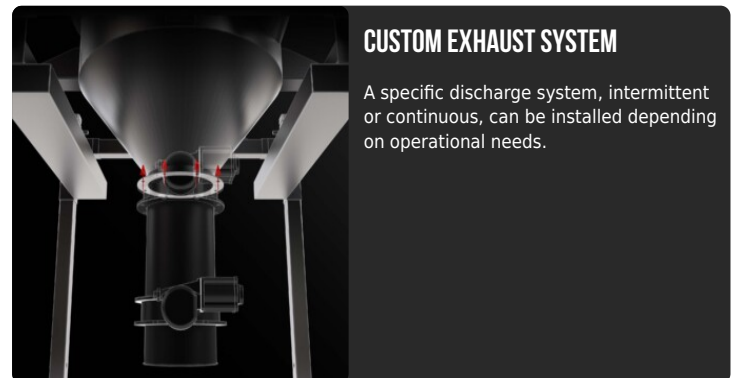 CUSTOM EXHAUST SYSTEM
A specific discharge system, intermittent
or continuous, can be installed depending
on operational needs.